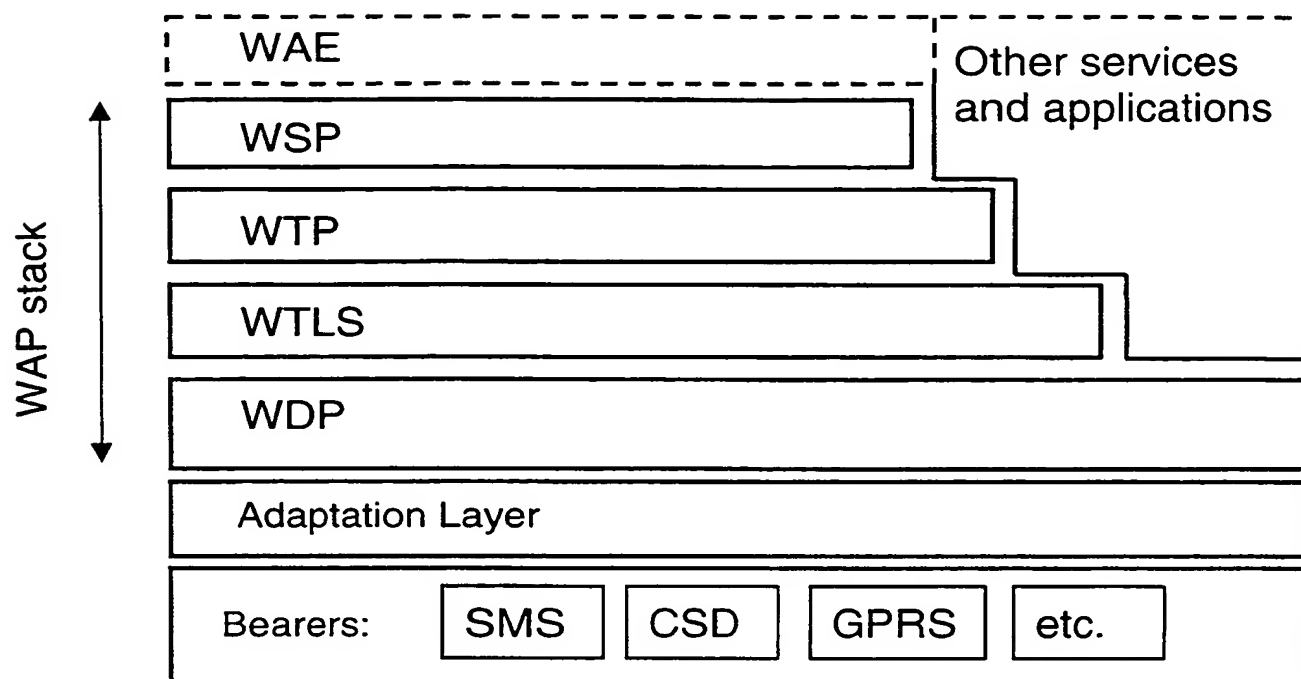 WAE
Other services
and applications
WSP
WTP
WTLS
WDP
WAP stack
Adaptation Layer
Bearers: SMS CSD GPRS etc.